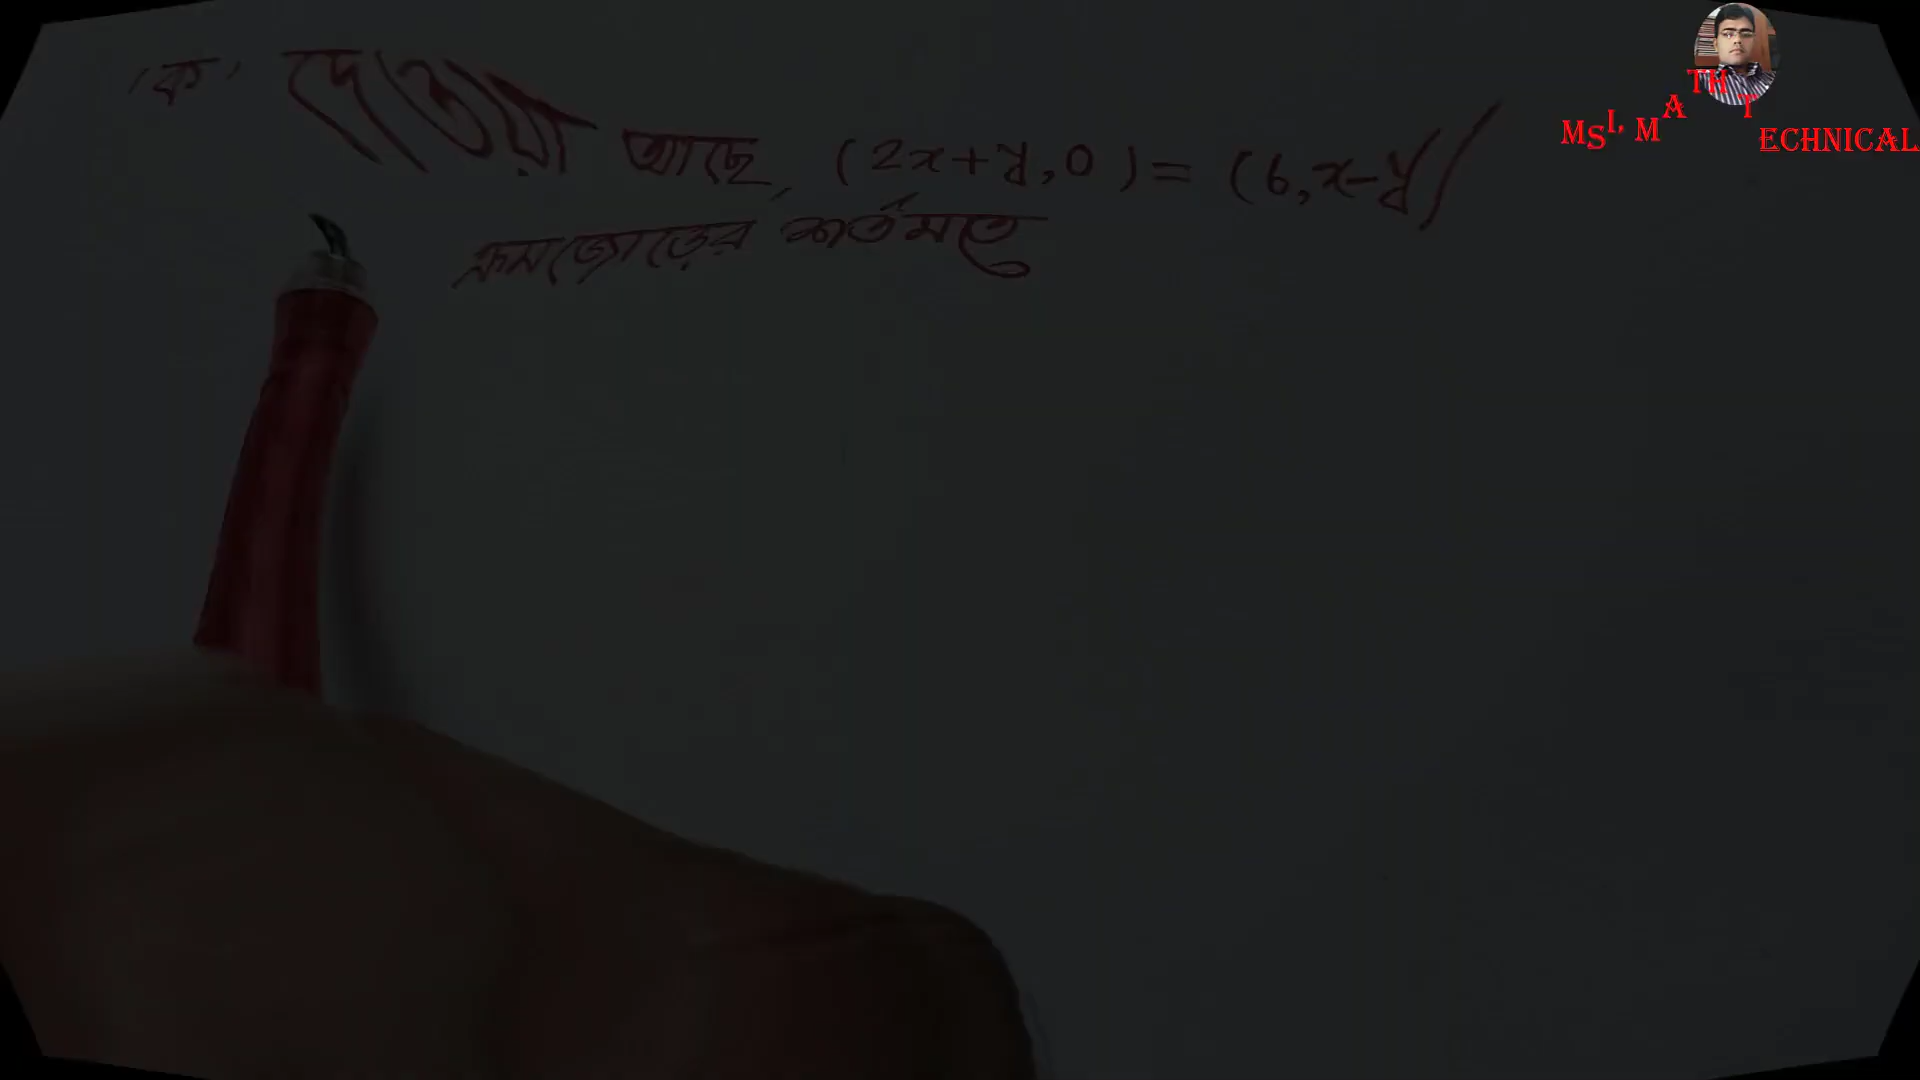 'ক' দেওয়া আছে, (2x+y,0) = (6,x-y)
ক্রমজোড়ের শর্তমতে
MSI. MATH TECHNICAL